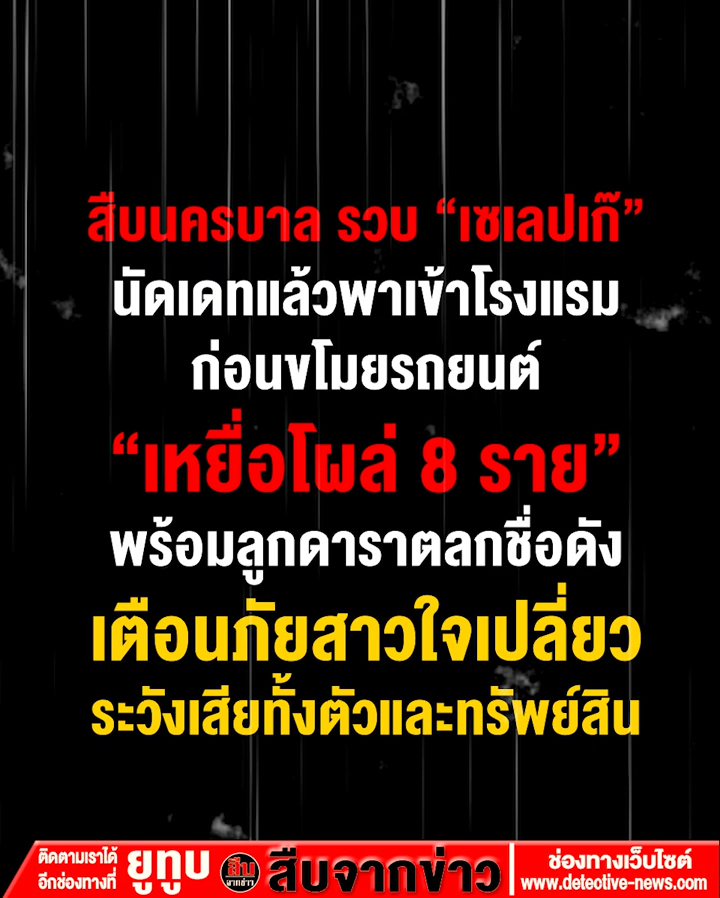 สืบนครบาล รวบ “เซเลปเก๊”
นัดเดทแล้วพาเข้าโรงแรม
ก่อนขโมยรถยนต์
“เหยื่อโผล่ 8 ราย”
พร้อมลูกดาราตลกชื่อดัง
เตือนภัยสาวใจเปลี่ยว
ระวังเสียทั้งตัวและทรัพย์สิน
ติดตามเราได้
อีกช่องทางที่
ยูทูบ
สืบ
จากข่าว
สืบจากข่าว
ช่องทางเว็บไซต์
www.detective-news.com